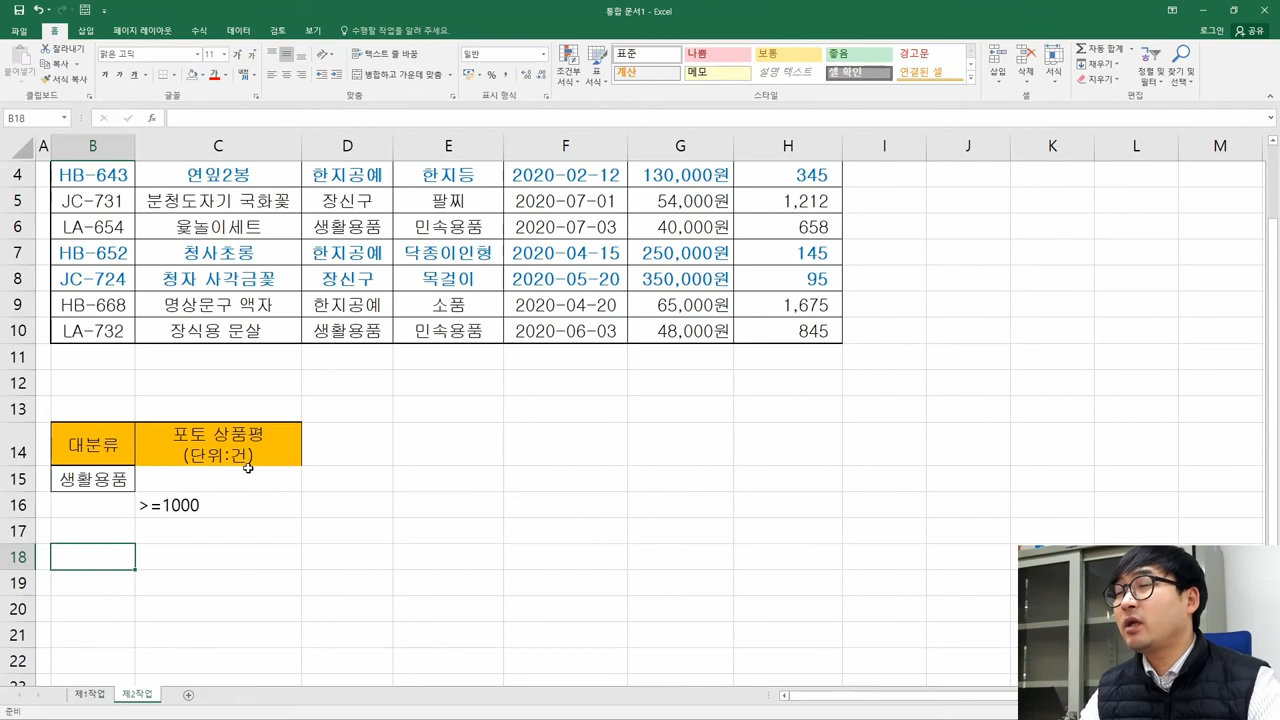 통합 문서1 - Excel
파일 홈 삽입 페이지 레이아웃 수식 데이터 검토 보기 수행할 작업을 알려 주세요. 로그인 공유
붙여넣기 잘라내기 복사 서식 복사 클립보드
맑은 고딕 11 가 가 글꼴
텍스트 줄 바꿈 병합하고 가운데 맞춤 맞춤
일반 % 표시 형식
조건부 서식 표 서식
표준 나쁨 보통 좋음 경고문
계산 메모 설명 텍스트 셀 확인 연결된 셀
스타일
삽입 삭제 서식 셀
자동 합계 채우기 지우기 정렬 및 필터 찾기 및 선택 편집
B18 fx
A B C D E F G H I J K L M
4 HB-643 연잎2봉 한지공예 한지등 2020-02-12 130,000원 345
5 JC-731 분청도자기 국화꽃 장신구 팔찌 2020-07-01 54,000원 1,212
6 LA-654 윷놀이세트 생활용품 민속용품 2020-07-03 40,000원 658
7 HB-652 청사초롱 한지공예 닥종이인형 2020-04-15 250,000원 145
8 JC-724 청자 사각금꽃 장신구 목걸이 2020-05-20 350,000원 95
9 HB-668 명상문구 액자 한지공예 소품 2020-04-20 65,000원 1,675
10 LA-732 장식용 문살 생활용품 민속용품 2020-06-03 48,000원 845
11
12
13
14 대분류 포토 상품평
(단위:건)
15 생활용품
16 >=1000
17
18
19
20
21
22
제1작업 제2작업
준비